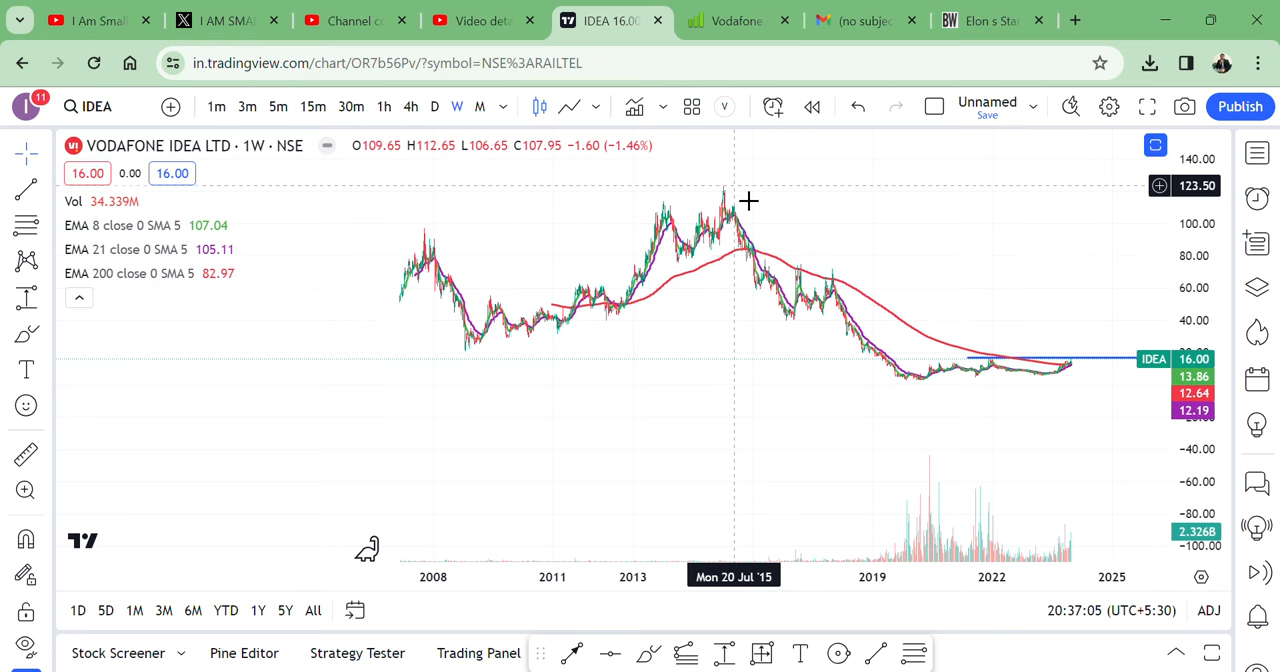 I Am Small
I AM SMA
Channel co
Video deta
IDEA 16.00
Vodafone
(no subjec
BW Elon's Sta
in.tradingview.com/chart/OR7b56Pv/?symbol=NSE%3ARAILTEL
I 11 IDEA 1m 3m 5m 15m 30m 1h 4h D W M V Unnamed Save Publish
VODAFONE IDEA LTD · 1W · NSE O109.65 H112.65 L106.65 C107.95 −1.60 (−1.46%)
16.00 0.00 16.00
Vol 34.339M
EMA 8 close 0 SMA 5 107.04
EMA 21 close 0 SMA 5 105.11
EMA 200 close 0 SMA 5 82.97
140.00
123.50
100.00
80.00
60.00
40.00
IDEA 16.00
13.86
12.64
12.19
−40.00
−60.00
−80.00
2.326B
−100.00
2008 2011 2013 Mon 20 Jul '15 2019 2022 2025
1D 5D 1M 3M 6M YTD 1Y 5Y All 20:37:05 (UTC+5:30) ADJ
Stock Screener Pine Editor Strategy Tester Trading Panel